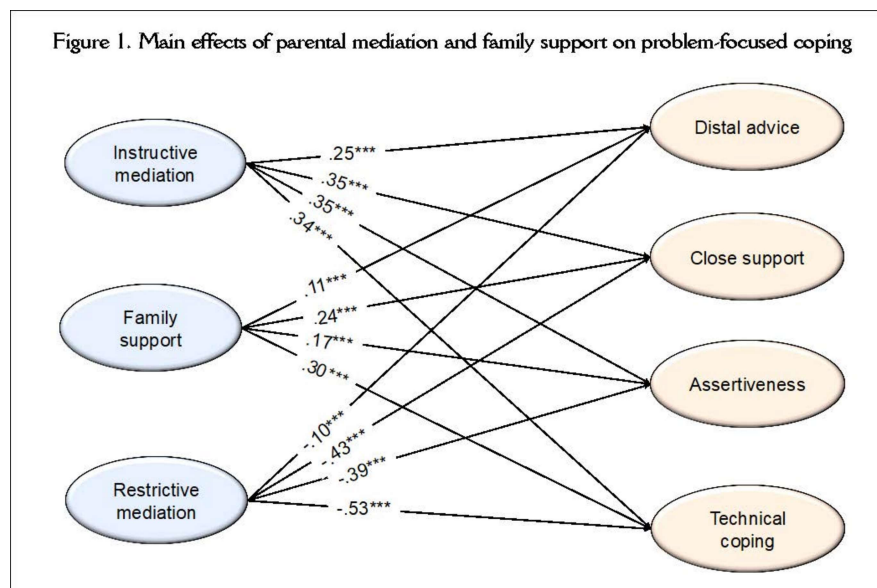 Figure 1. Main effects of parental mediation and family support on problem-focused coping
Instructive
mediation
Family
support
Restrictive
mediation
.25***
.35***
.35***
.34***
.11***
.24***
.17***
.30***
-.10***
-.43***
-.39***
-.53***
Distal advice
Close support
Assertiveness
Technical
coping